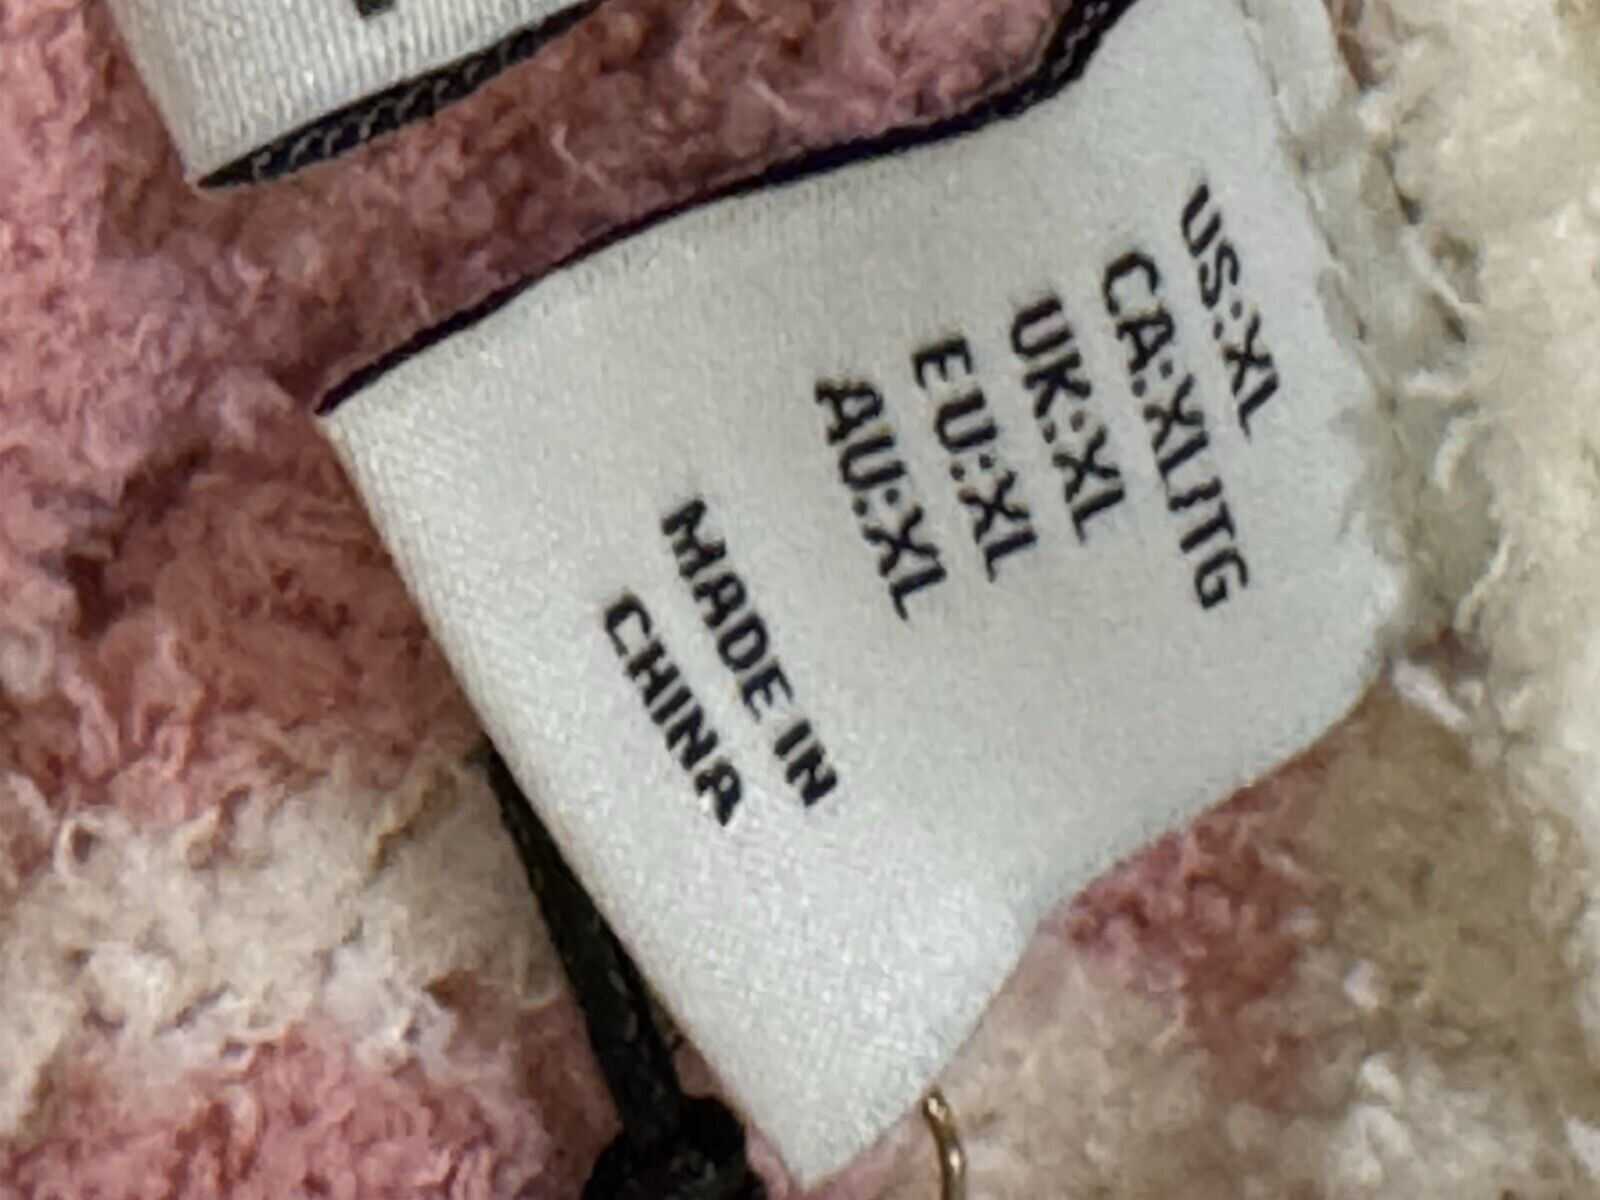 US:XL
CA:XL/TG
UK:XL
EU:XL
AU:XL
MADE IN
CHINA